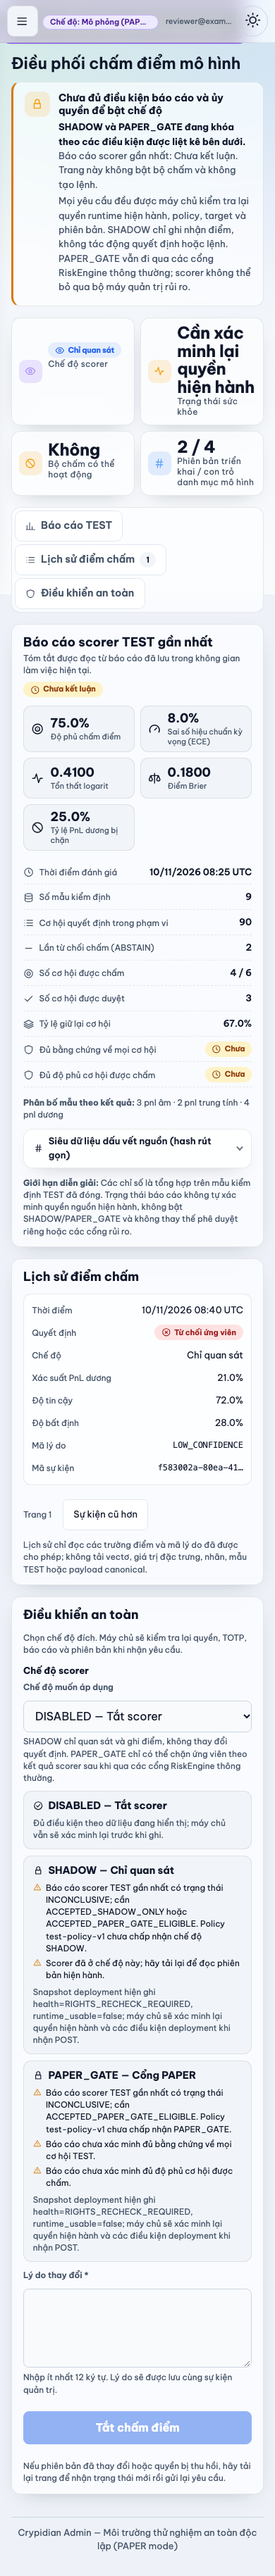 Chế độ: Mô phỏng (PAP...
reviewer@exam...
Điều phối chấm điểm mô hình
Chưa đủ điều kiện báo cáo và ủy
quyền để bật chế độ
SHADOW và PAPER_GATE đang khóa
theo các điều kiện được liệt kê bên dưới.
Báo cáo scorer gần nhất: Chưa kết luận.
Trang này không bật bộ chấm và không
tạo lệnh.
Mọi yêu cầu đều được máy chủ kiểm tra lại
quyền runtime hiện hành, policy, target và
phiên bản. SHADOW chỉ ghi nhận điểm,
không tác động quyết định hoặc lệnh.
PAPER_GATE vẫn đi qua các cổng
RiskEngine thông thường; scorer không thể
bỏ qua bộ máy quản trị rủi ro.
Chỉ quan sát
Chế độ scorer
Cần xác
minh lại
quyền
hiện hành
Trạng thái sức
khỏe
Không
Bộ chấm có thể
hoạt động
2 / 4
Phiên bản triển
khai / con trỏ
danh mục mô hình
Báo cáo TEST
Lịch sử điểm chấm 1
Điều khiển an toàn
Báo cáo scorer TEST gần nhất
Tóm tắt được đọc từ báo cáo đã lưu trong không gian
làm việc hiện tại.
Chưa kết luận
75.0%
Độ phủ chấm điểm
8.0%
Sai số hiệu chuẩn kỳ
vọng (ECE)
0.4100
Tổn thất logarit
0.1800
Điểm Brier
25.0%
Tỷ lệ PnL dương bị
chặn
Thời điểm đánh giá 10/11/2026 08:25 UTC
Số mẫu kiểm định 9
Cơ hội quyết định trong phạm vi 90
Lần từ chối chấm (ABSTAIN) 2
Số cơ hội được chấm 4 / 6
Số cơ hội được duyệt 3
Tỷ lệ giữ lại cơ hội 67.0%
Đủ bằng chứng về mọi cơ hội Chưa
Đủ độ phủ cơ hội được chấm Chưa
Phân bố mẫu theo kết quả: 3 pnl âm · 2 pnl trung tính · 4
pnl dương
Siêu dữ liệu dấu vết nguồn (hash rút
gọn)
Giới hạn diễn giải: Các chỉ số là tổng hợp trên mẫu kiểm
định TEST đã đóng. Trạng thái báo cáo không tự xác
minh quyền nguồn hiện hành, không bật
SHADOW/PAPER_GATE và không thay thế phê duyệt
riêng hoặc các cổng rủi ro.
Lịch sử điểm chấm
Thời điểm 10/11/2026 08:40 UTC
Quyết định Từ chối ứng viên
Chế độ Chỉ quan sát
Xác suất PnL dương 21.0%
Độ tin cậy 72.0%
Độ bất định 28.0%
Mã lý do LOW_CONFIDENCE
Mã sự kiện f583002a-80ea-41…
Trang 1 Sự kiện cũ hơn
Lịch sử chỉ đọc các trường điểm và mã lý do đã được
cho phép; không tải vectơ, giá trị đặc trưng, nhãn, mẫu
TEST hoặc payload canonical.
Điều khiển an toàn
Chọn chế độ đích. Máy chủ sẽ kiểm tra lại quyền, TOTP,
báo cáo và phiên bản khi nhận yêu cầu.
Chế độ scorer
Chế độ muốn áp dụng
DISABLED — Tắt scorer
SHADOW chỉ quan sát và ghi điểm, không thay đổi
quyết định. PAPER_GATE chỉ có thể chặn ứng viên theo
kết quả scorer sau khi qua các cổng RiskEngine thông
thường.
DISABLED — Tắt scorer
Đủ điều kiện theo dữ liệu đang hiển thị; máy chủ
vẫn sẽ xác minh lại trước khi ghi.
SHADOW — Chỉ quan sát
Báo cáo scorer TEST gần nhất có trạng thái
INCONCLUSIVE; cần
ACCEPTED_SHADOW_ONLY hoặc
ACCEPTED_PAPER_GATE_ELIGIBLE. Policy
test-policy-v1 chưa chấp nhận chế độ
SHADOW.
Scorer đã ở chế độ này; hãy tải lại để đọc phiên
bản hiện hành.
Snapshot deployment hiện ghi
health=RIGHTS_RECHECK_REQUIRED,
runtime_usable=false; máy chủ sẽ xác minh lại
quyền hiện hành và các điều kiện deployment khi
nhận POST.
PAPER_GATE — Cổng PAPER
Báo cáo scorer TEST gần nhất có trạng thái
INCONCLUSIVE; cần
ACCEPTED_PAPER_GATE_ELIGIBLE. Policy
test-policy-v1 chưa chấp nhận PAPER_GATE.
Báo cáo chưa xác minh đủ bằng chứng về mọi
cơ hội TEST.
Báo cáo chưa xác minh đủ độ phủ cơ hội được
chấm.
Snapshot deployment hiện ghi
health=RIGHTS_RECHECK_REQUIRED,
runtime_usable=false; máy chủ sẽ xác minh lại
quyền hiện hành và các điều kiện deployment khi
nhận POST.
Lý do thay đổi *
Nhập ít nhất 12 ký tự. Lý do sẽ được lưu cùng sự kiện
quản trị.
Tắt chấm điểm
Nếu phiên bản đã thay đổi hoặc quyền bị thu hồi, hãy tải
lại trang để nhận trạng thái mới rồi gửi lại yêu cầu.
Crypidian Admin — Môi trường thử nghiệm an toàn độc
lập (PAPER mode)